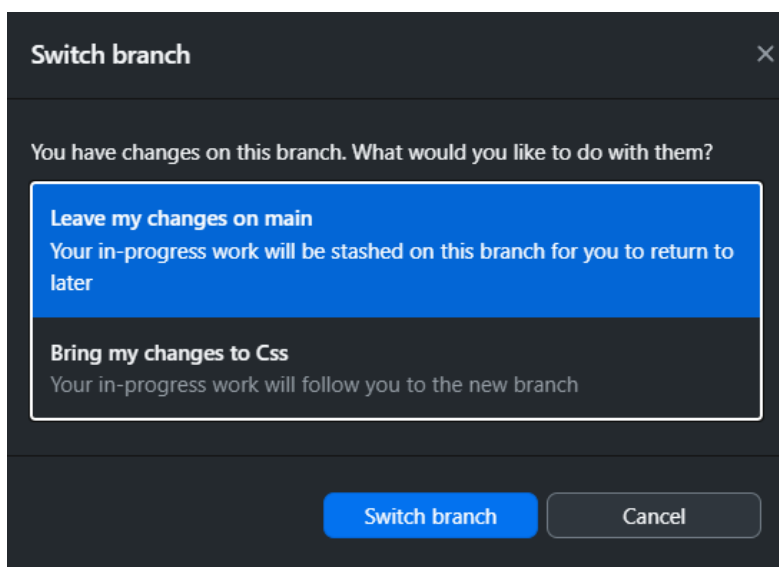 Switch branch
You have changes on this branch. What would you like to do with them?
Leave my changes on main
Your in-progress work will be stashed on this branch for you to return to
later
Bring my changes to Css
Your in-progress work will follow you to the new branch
Switch branch
Cancel